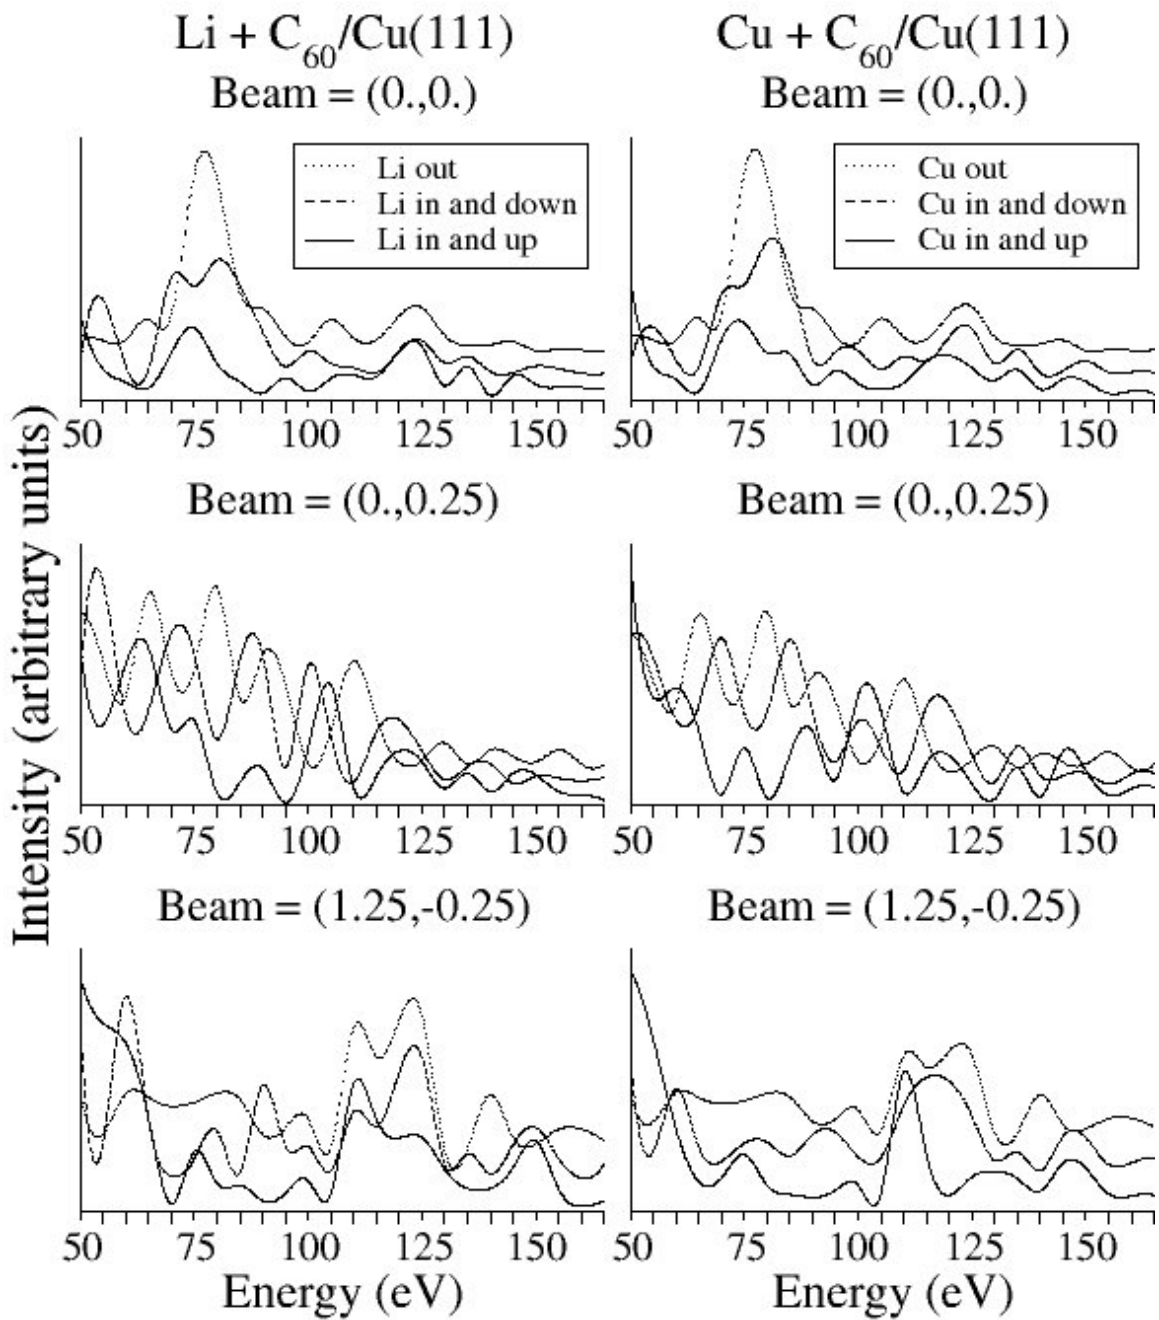 Li + C60/Cu(111)
Beam = (0.,0.)
Li out
Li in and down
Li in and up
50 75 100 125 150
Cu + C60/Cu(111)
Beam = (0.,0.)
Cu out
Cu in and down
Cu in and up
50 75 100 125 150
Intensity (arbitrary units)
Beam = (0.,0.25)
50 75 100 125 150
Beam = (0.,0.25)
50 75 100 125 150
Beam = (1.25,-0.25)
50 75 100 125 150
Energy (eV)
Beam = (1.25,-0.25)
50 75 100 125 150
Energy (eV)